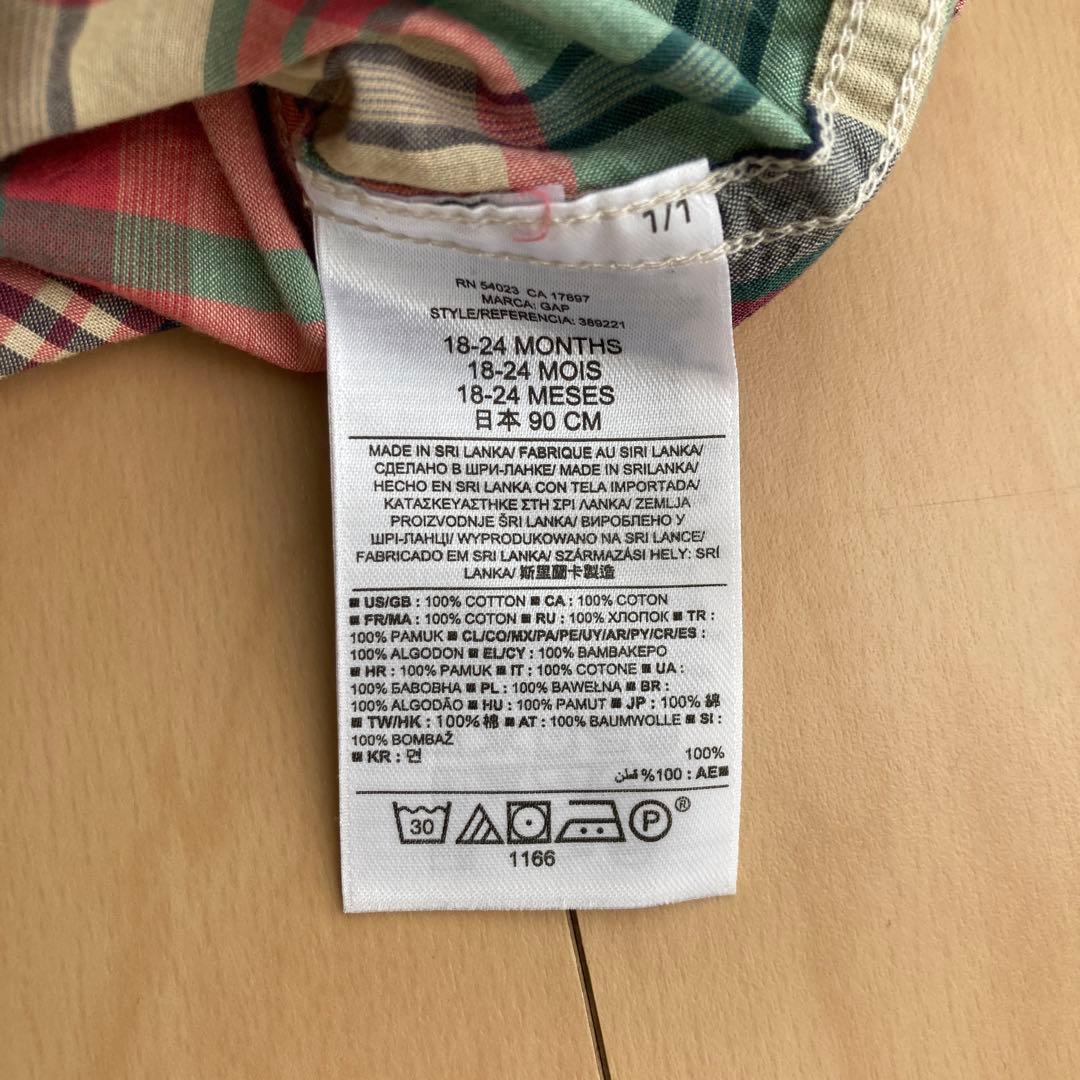 1/1
RN 54023 CA 17897
MARCA: GAP
STYLE/REFERENCIA: 389221
18-24 MONTHS
18-24 MOIS
18-24 MESES
日本 90 CM
MADE IN SRI LANKA/ FABRIQUE AU SIRI LANKA/
СДЕЛАНО В ШРИ-ЛАНКЕ/ MADE IN SRILANKA/
HECHO EN SRI LANKA CON TELA IMPORTADA/
ΚΑΤΑΣΚΕΥΑΣΤΗΚΕ ΣΤΗ ΣΡΙ ΛΑΝΚΑ/ ZEMLJA
PROIZVODNJE ŠRI LANKA/ ВИРОБЛЕНО У
ШРІ-ЛАНЦІ/ WYPRODUKOWANO NA SRI LANCE/
FABRICADO EM SRI LANKA/ SZÁRMAZÁSI HELY: SRÍ
LANKA/ 斯里蘭卡製造
■ US/GB : 100% COTTON ■ CA : 100% COTON
■ FR/MA : 100% COTON ■ RU : 100% ХЛОПОК ■ TR :
100% PAMUK ■ CL/CO/MX/PA/PE/UY/AR/PY/CR/ES :
100% ALGODON ■ EL/CY : 100% ΒΑΜΒΑΚΕΡΟ
■ HR : 100% PAMUK ■ IT : 100% COTONE ■ UA :
100% БАВОВНА ■ PL : 100% BAWEŁNA ■ BR :
100% ALGODÃO ■ HU : 100% PAMUT ■ JP : 100% 綿
■ TW/HK : 100% 棉 ■ AT : 100% BAUMWOLLE ■ SI :
100% BOMBAŽ
■ KR : 면 100%
قطن %100 : AE■
30 P ®
1166